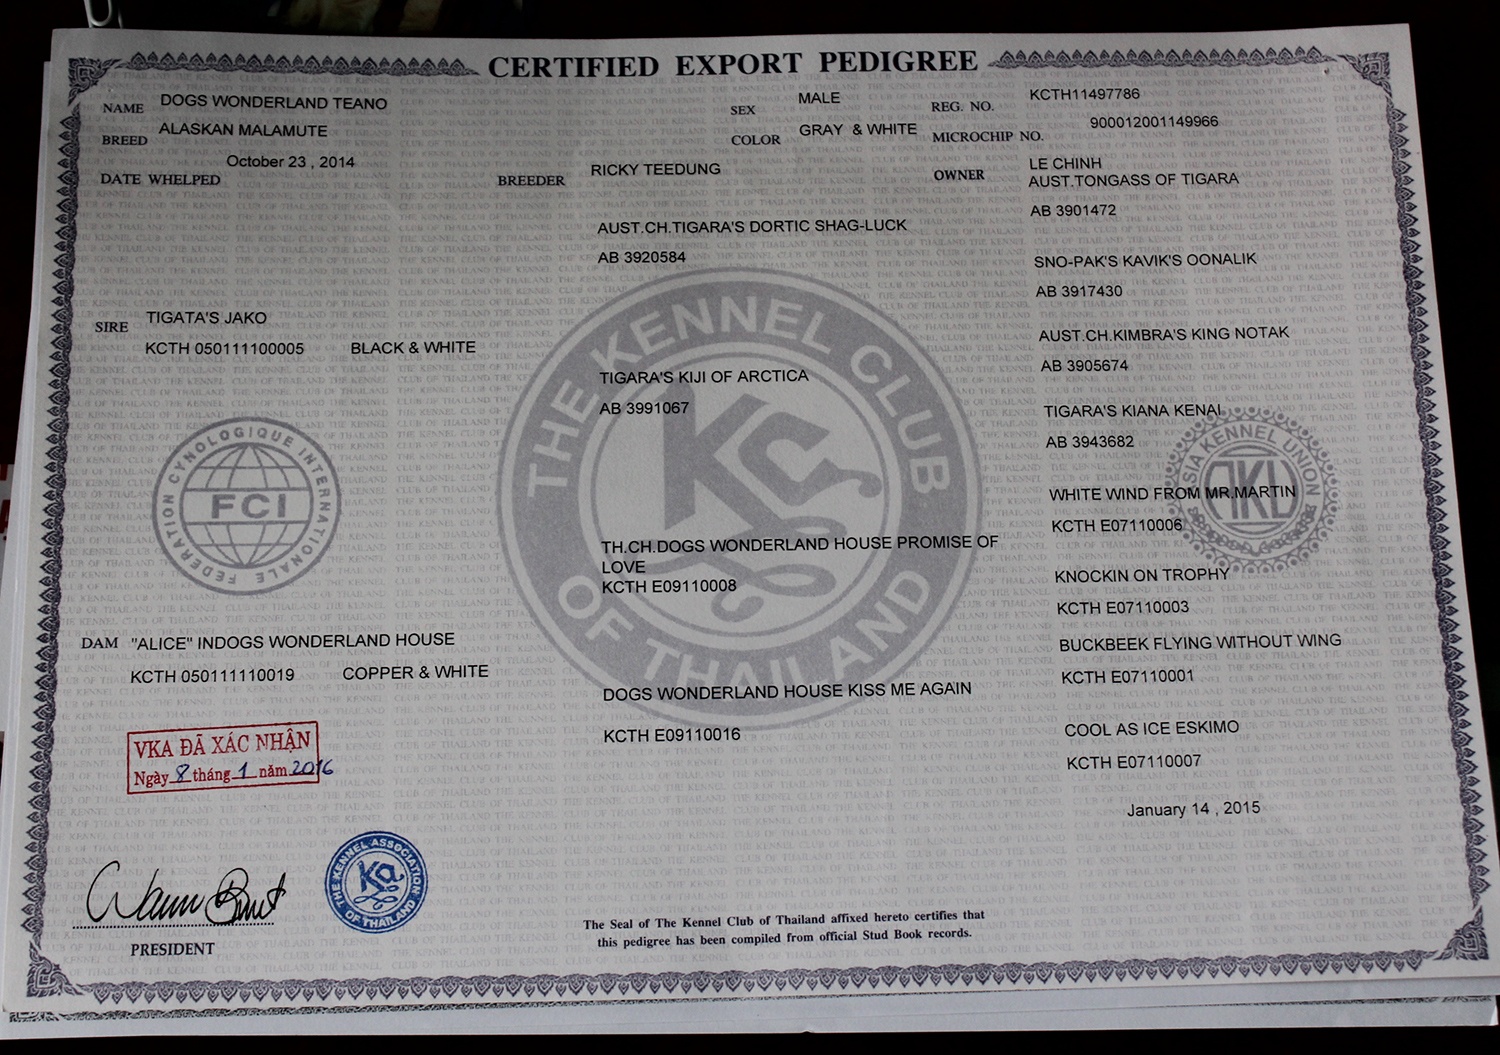 CERTIFIED EXPORT PEDIGREE
NAME DOGS WONDERLAND TEANO
SEX MALE
REG. NO. KCTH11497786
BREED ALASKAN MALAMUTE
COLOR GRAY & WHITE
MICROCHIP NO. 900012001149966
DATE WHELPED October 23 , 2014
BREEDER RICKY TEEDUNG
OWNER LE CHINH
AUST.TONGASS OF TIGARA
AB 3901472
AUST.CH.TIGARA'S DORTIC SHAG-LUCK
AB 3920584
SNO-PAK'S KAVIK'S OONALIK
AB 3917430
SIRE TIGATA'S JAKO
KCTH 050111100005 BLACK & WHITE
AUST.CH.KIMBRA'S KING NOTAK
AB 3905674
TIGARA'S KIJI OF ARCTICA
AB 3991067
TIGARA'S KIANA KENAI
AB 3943682
FEDERATION CYNOLOGIQUE INTERNATIONALE
FCI
THE KENNEL CLUB OF THAILAND
KC
ASIA KENNEL UNION
AKU
WHITE WIND FROM MR.MARTIN
KCTH E07110006
TH.CH.DOGS WONDERLAND HOUSE PROMISE OF
LOVE
KCTH E09110008
KNOCKIN ON TROPHY
KCTH E07110003
DAM "ALICE" INDOGS WONDERLAND HOUSE
KCTH 050111110019 COPPER & WHITE
BUCKBEEK FLYING WITHOUT WING
KCTH E07110001
DOGS WONDERLAND HOUSE KISS ME AGAIN
KCTH E09110016
COOL AS ICE ESKIMO
KCTH E07110007
VKA ĐÃ XÁC NHẬN
Ngày 8 tháng 1 năm 2016
January 14 , 2015
THE KENNEL ASSOCIATION OF THAILAND
Ka
PRESIDENT
The Seal of The Kennel Club of Thailand affixed hereto certifies that
this pedigree has been compiled from official Stud Book records.